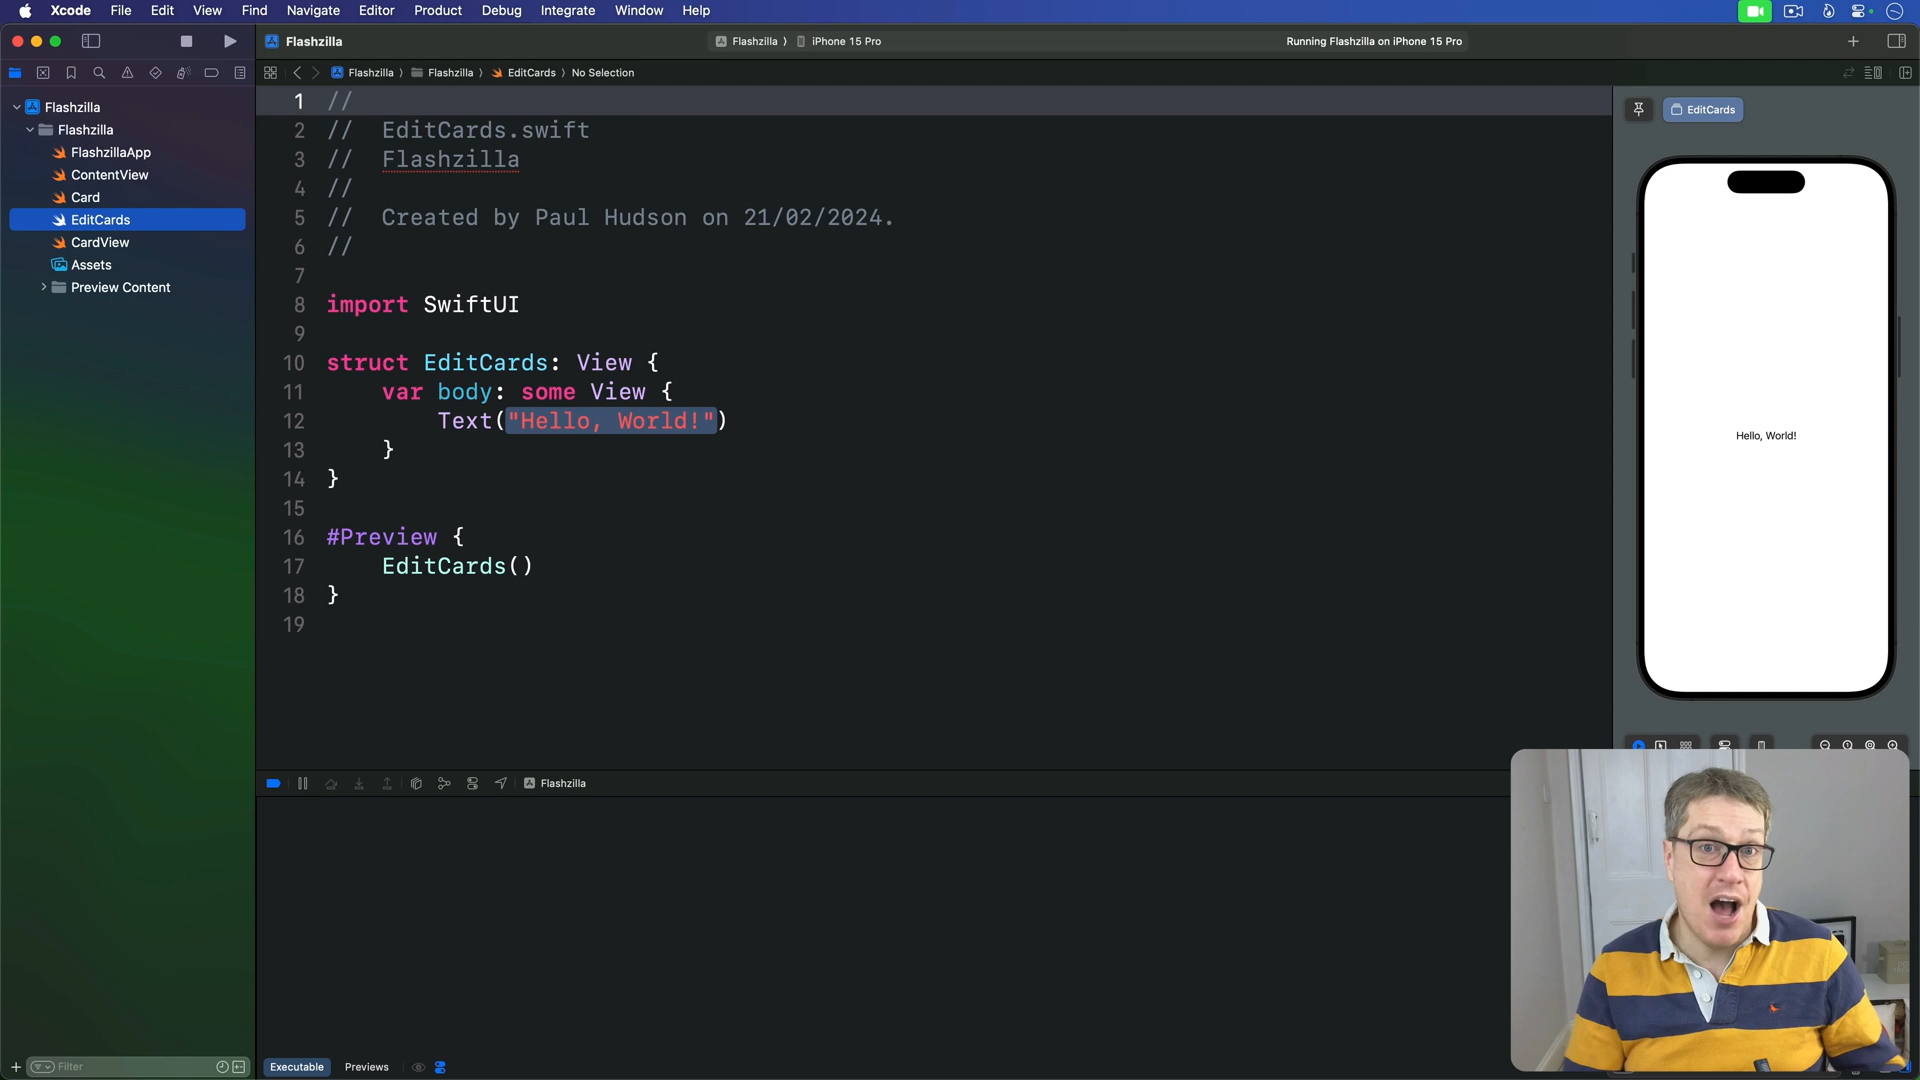 Xcode File Edit View Find Navigate Editor Product Debug Integrate Window Help
Flashzilla
Flashzilla ⟩ iPhone 15 Pro
Running Flashzilla on iPhone 15 Pro
Flashzilla ⟩ Flashzilla ⟩ EditCards ⟩ No Selection
Flashzilla
Flashzilla
FlashzillaApp
ContentView
Card
EditCards
CardView
Assets
Preview Content
1 //
2 // EditCards.swift
3 // Flashzilla
4 //
5 // Created by Paul Hudson on 21/02/2024.
6 //
7
8 import SwiftUI
9
10 struct EditCards: View {
11 var body: some View {
12 Text("Hello, World!")
13 }
14 }
15
16 #Preview {
17 EditCards()
18 }
19
EditCards
Hello, World!
Flashzilla
Filter
Executable Previews